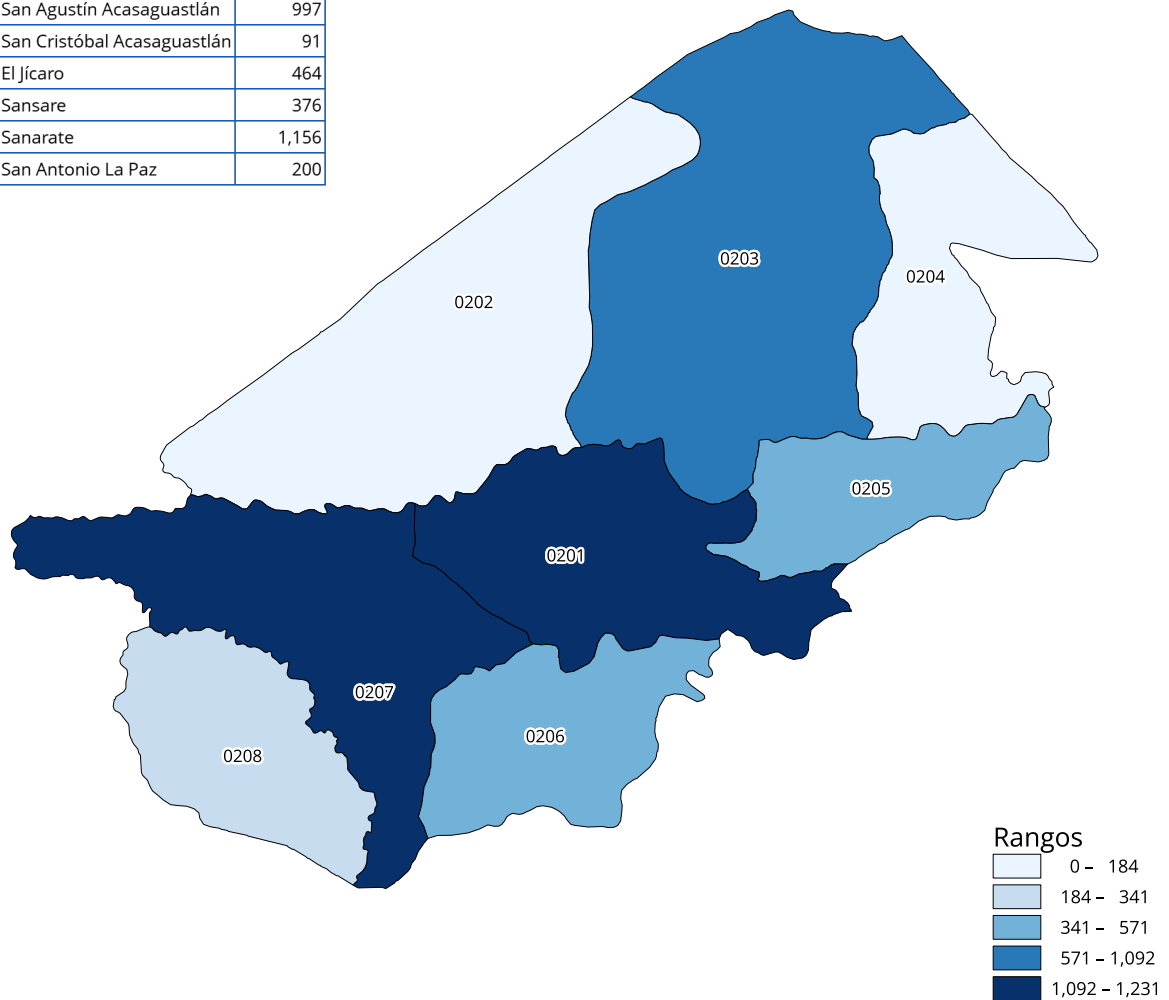 San Agustín Acasaguastlán 997
San Cristóbal Acasaguastlán 91
El Jícaro 464
Sansare 376
Sanarate 1,156
San Antonio La Paz 200
0203
0204
0202
0205
0201
0207
0206
0208
Rangos
0 – 184
184 – 341
341 – 571
571 – 1,092
1,092 – 1,231